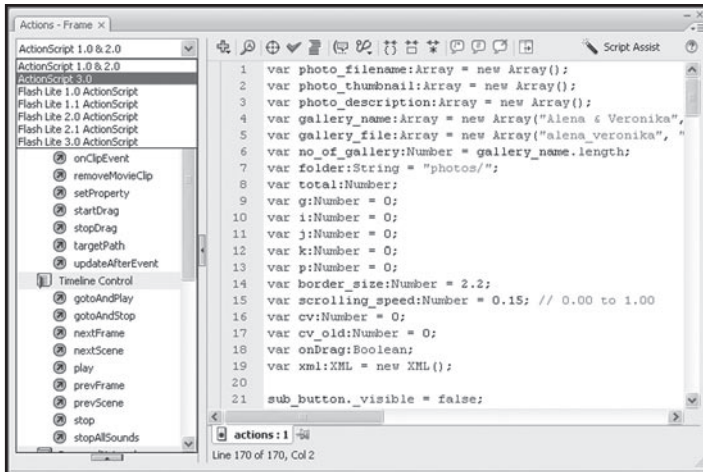 Actions - Frame ×
ActionScript 1.0 & 2.0
Script Assist
ActionScript 1.0 & 2.0
ActionScript 3.0
Flash Lite 1.0 ActionScript
Flash Lite 1.1 ActionScript
Flash Lite 2.0 ActionScript
Flash Lite 2.1 ActionScript
Flash Lite 3.0 ActionScript
onClipEvent
removeMovieClip
setProperty
startDrag
stopDrag
targetPath
updateAfterEvent
Timeline Control
gotoAndPlay
gotoAndStop
nextFrame
nextScene
play
prevFrame
prevScene
stop
stopAllSounds
1 var photo_filename:Array = new Array();
2 var photo_thumbnail:Array = new Array();
3 var photo_description:Array = new Array();
4 var gallery_name:Array = new Array("Alena & Veronika",
5 var gallery_file:Array = new Array("alena_veronika", "
6 var no_of_gallery:Number = gallery_name.length;
7 var folder:String = "photos/";
8 var total:Number;
9 var g:Number = 0;
10 var i:Number = 0;
11 var j:Number = 0;
12 var k:Number = 0;
13 var p:Number = 0;
14 var border_size:Number = 2.2;
15 var scrolling_speed:Number = 0.15; // 0.00 to 1.00
16 var cv:Number = 0;
17 var cv_old:Number = 0;
18 var onDrag:Boolean;
19 var xml:XML = new XML();
20
21 sub_button._visible = false;
actions : 1
Line 170 of 170, Col 2